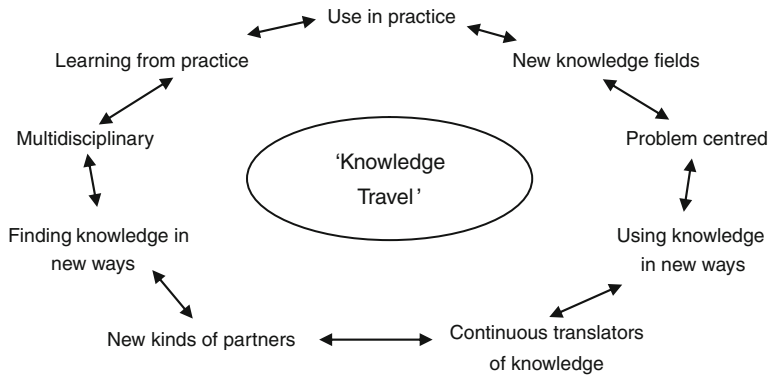 Use in practice
Learning from practice
New knowledge fields
Multidisciplinary
Problem centred
‘Knowledge
Travel’
Finding knowledge in
new ways
Using knowledge
in new ways
New kinds of partners
Continuous translators
of knowledge